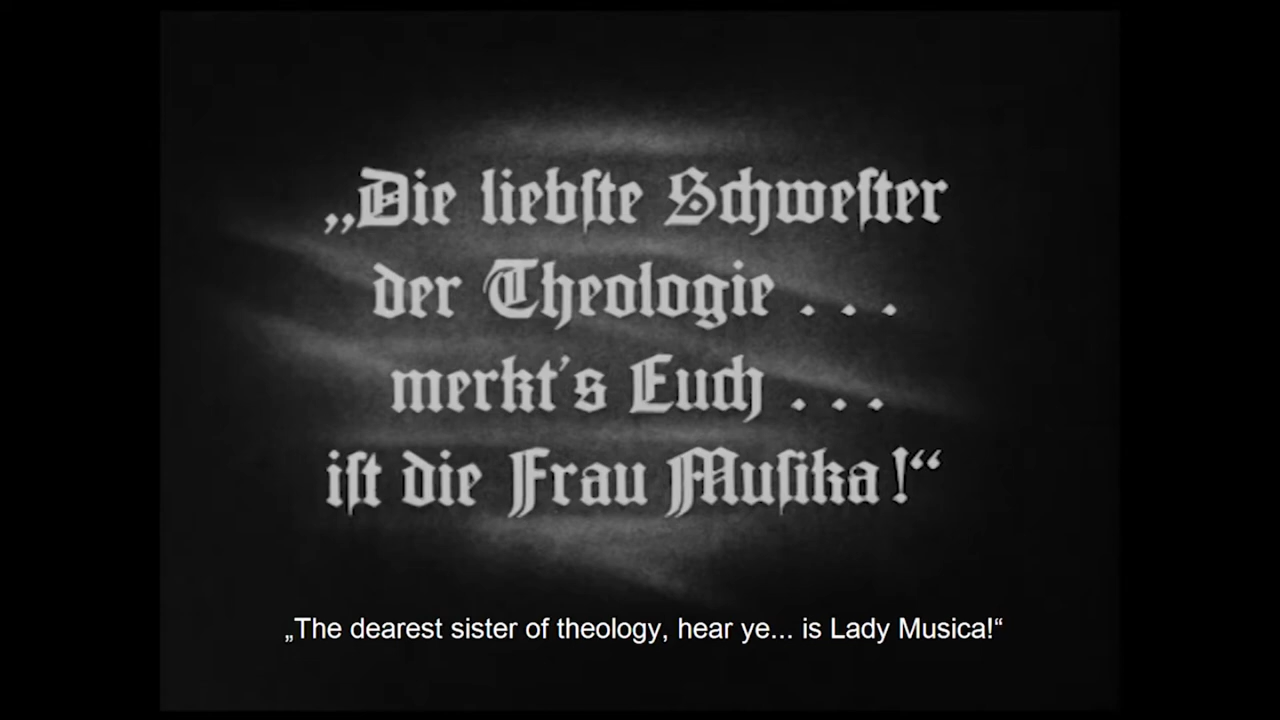 „Die liebſte Schweſter
der Theologie . . .
merkt's Euch . . .
iſt die Frau Muſika!“
„The dearest sister of theology, hear ye... is Lady Musica!“